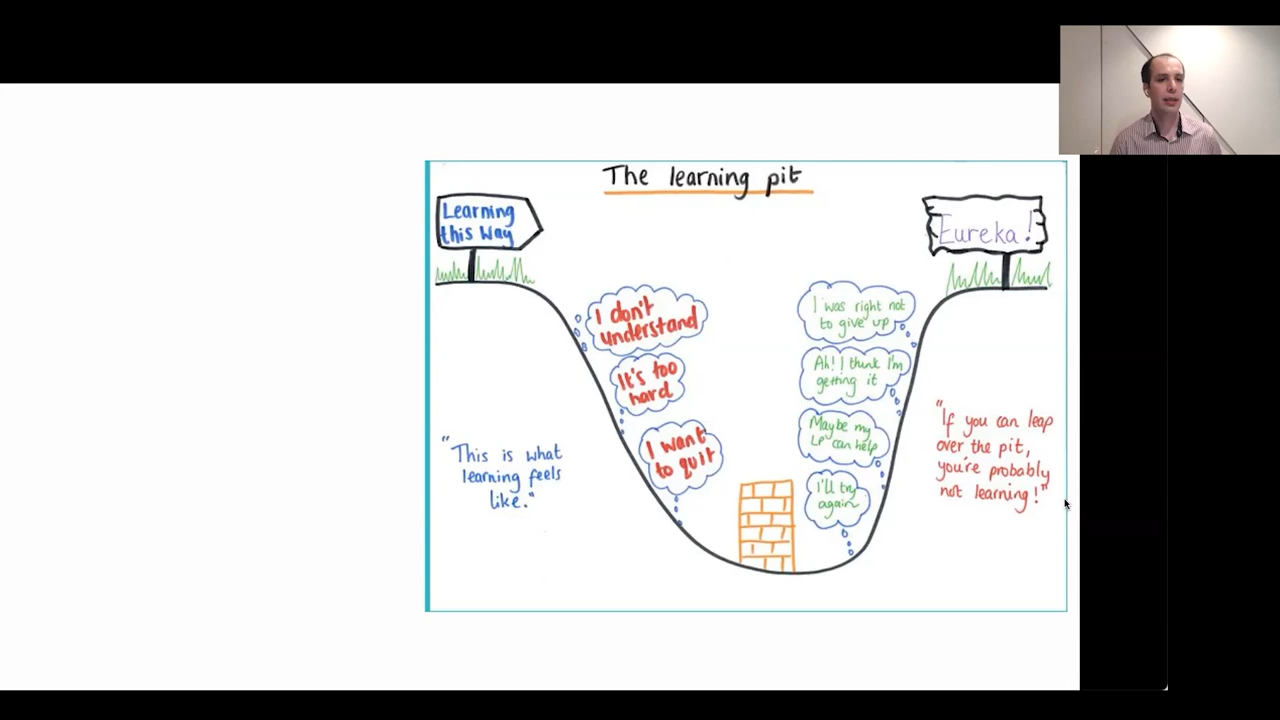 The learning pit
Learning
this Way
Eureka!
I don't
understand
It's too
hard
I want
to quit
I was right not
to give up
Ah! I think I'm
getting it
Maybe my
LP can help
I'll try
again
"This is what
learning feels
like."
"If you can leap
over the pit,
you're probably
not learning!"